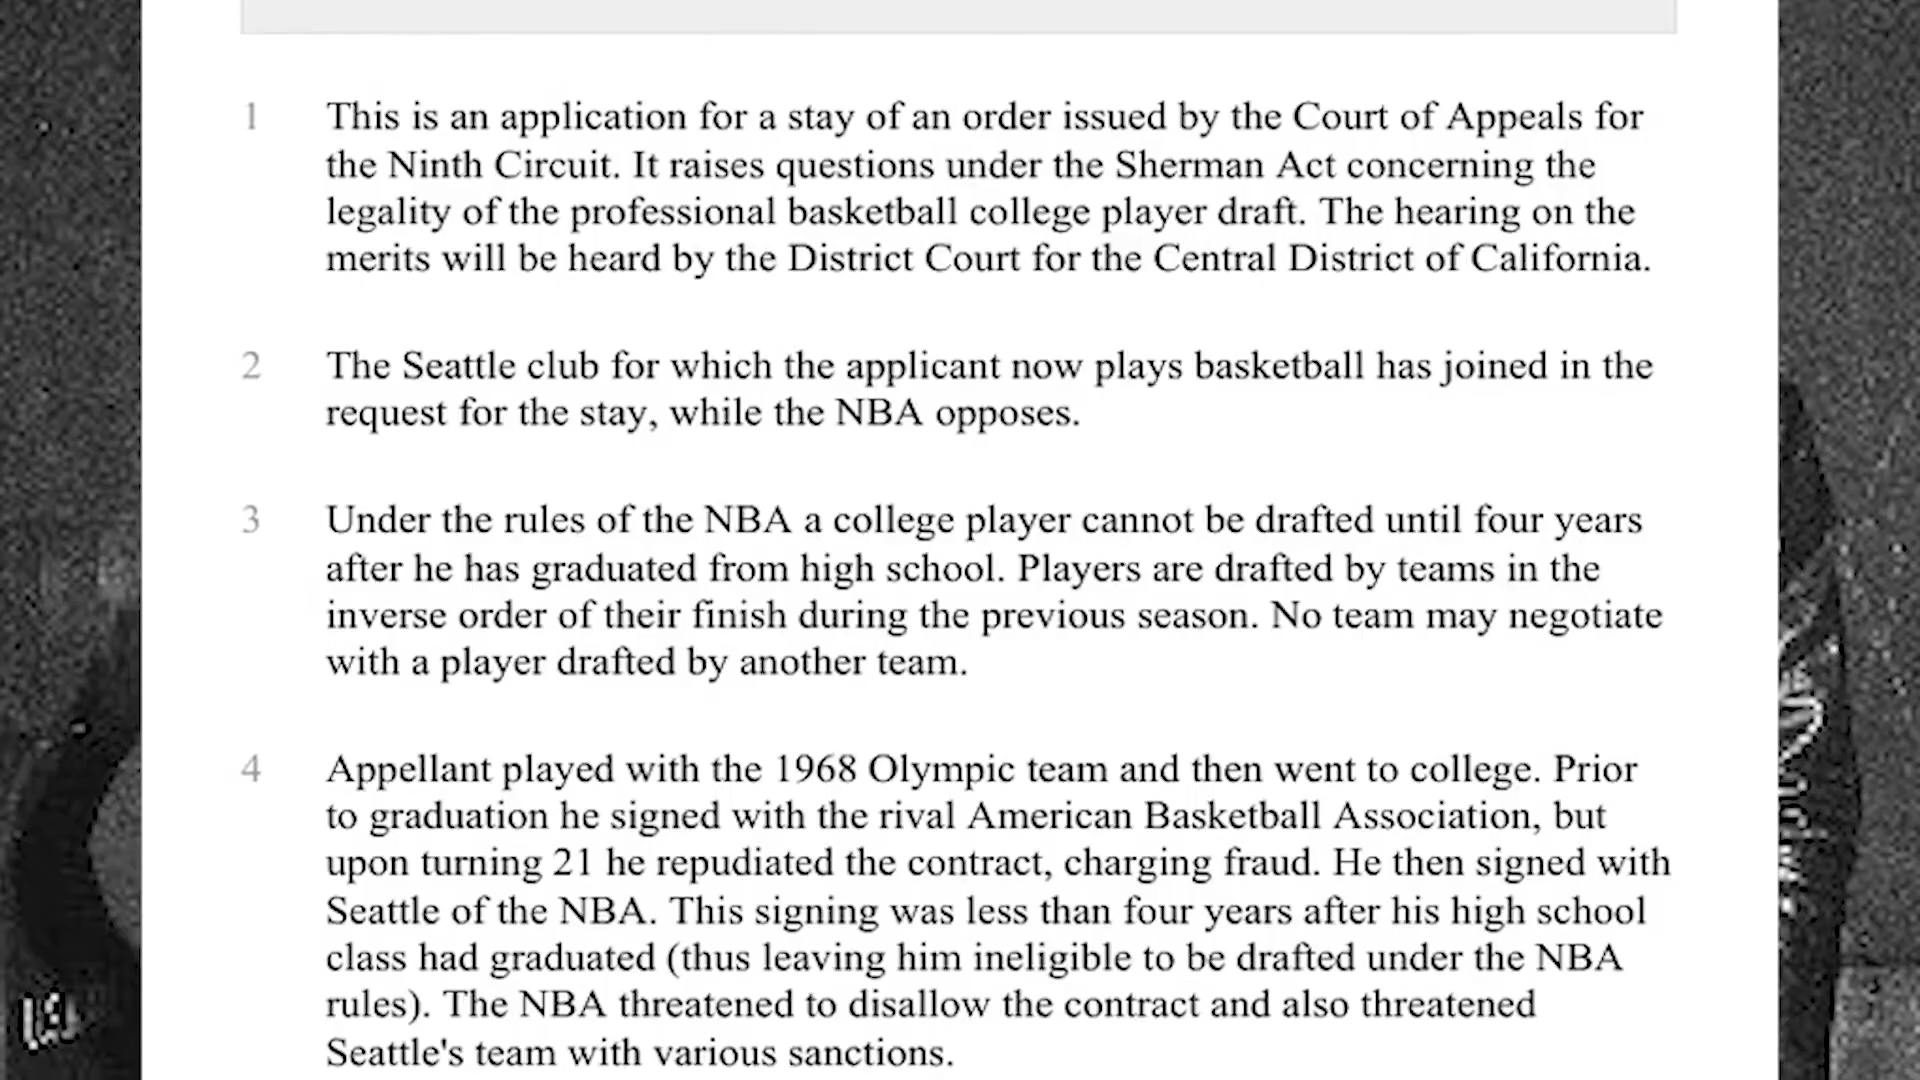 1 This is an application for a stay of an order issued by the Court of Appeals for
the Ninth Circuit. It raises questions under the Sherman Act concerning the
legality of the professional basketball college player draft. The hearing on the
merits will be heard by the District Court for the Central District of California.
2 The Seattle club for which the applicant now plays basketball has joined in the
request for the stay, while the NBA opposes.
3 Under the rules of the NBA a college player cannot be drafted until four years
after he has graduated from high school. Players are drafted by teams in the
inverse order of their finish during the previous season. No team may negotiate
with a player drafted by another team.
4 Appellant played with the 1968 Olympic team and then went to college. Prior
to graduation he signed with the rival American Basketball Association, but
upon turning 21 he repudiated the contract, charging fraud. He then signed with
Seattle of the NBA. This signing was less than four years after his high school
class had graduated (thus leaving him ineligible to be drafted under the NBA
rules). The NBA threatened to disallow the contract and also threatened
Seattle's team with various sanctions.